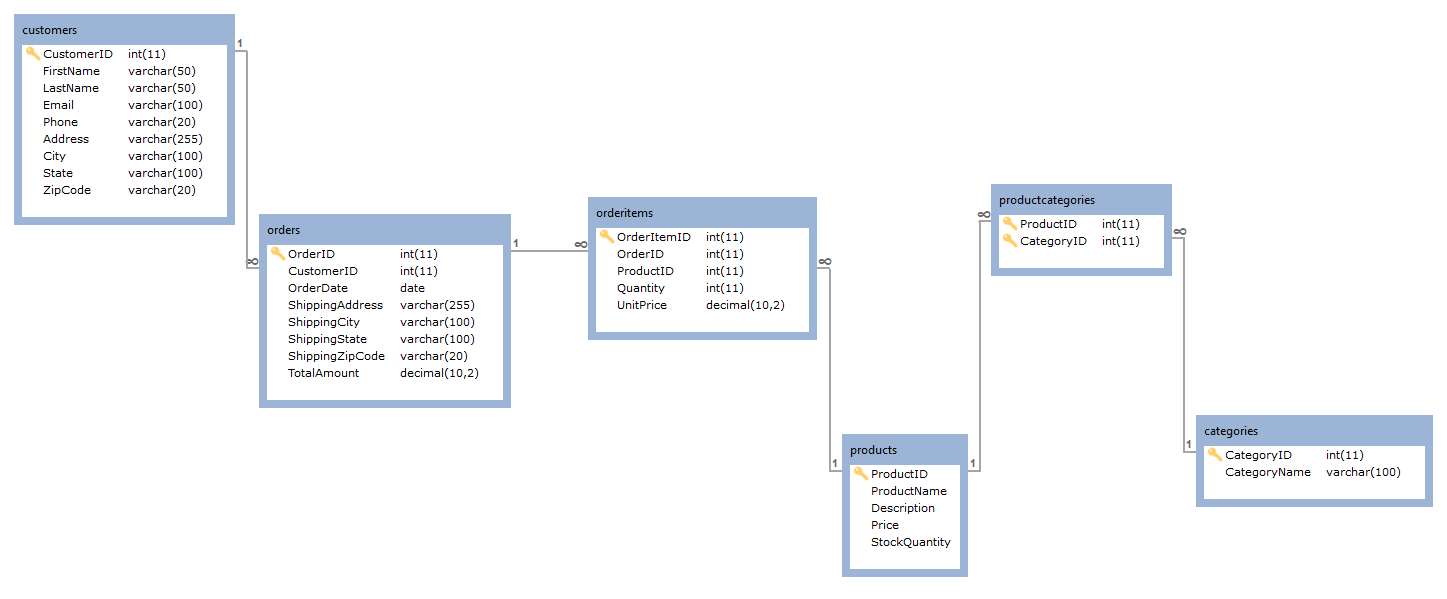 customers
CustomerID int(11)
FirstName varchar(50)
LastName varchar(50)
Email varchar(100)
Phone varchar(20)
Address varchar(255)
City varchar(100)
State varchar(100)
ZipCode varchar(20)
1
∞
orders
OrderID int(11)
CustomerID int(11)
OrderDate date
ShippingAddress varchar(255)
ShippingCity varchar(100)
ShippingState varchar(100)
ShippingZipCode varchar(20)
TotalAmount decimal(10,2)
1
∞
orderitems
OrderItemID int(11)
OrderID int(11)
ProductID int(11)
Quantity int(11)
UnitPrice decimal(10,2)
∞
1
products
ProductID
ProductName
Description
Price
StockQuantity
1
∞
productcategories
ProductID int(11)
CategoryID int(11)
∞
1
categories
CategoryID int(11)
CategoryName varchar(100)